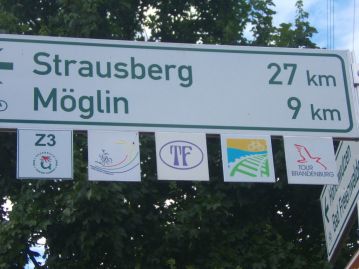 Strausberg 27 km
Möglin 9 km
Z3
TF
TOUR
BRANDENBURG